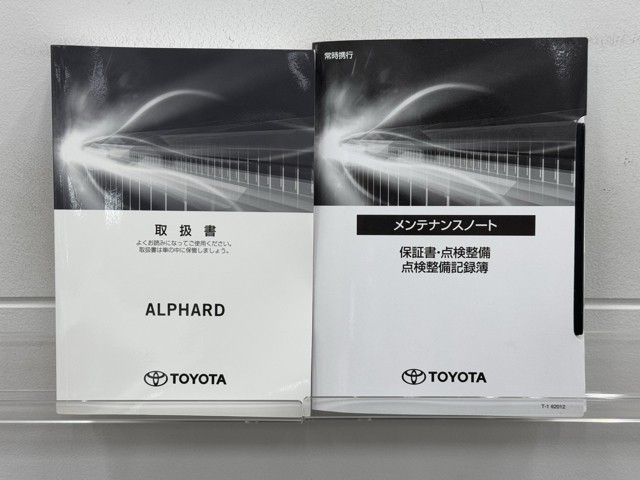 取扱書
よくお読みになってご使用ください。
取扱書は車の中に保管しましょう。
ALPHARD
TOYOTA
常時携行
メンテナンスノート
保証書・点検整備
点検整備記録簿
TOYOTA
T-1 62012